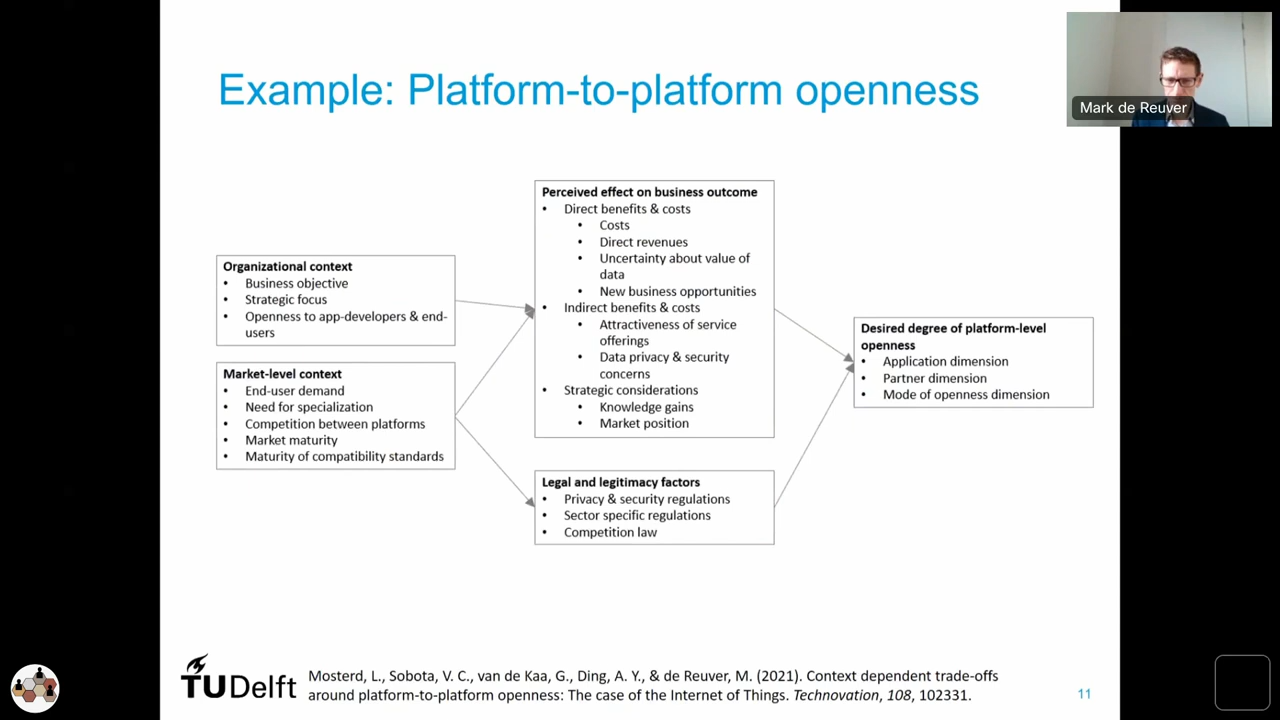 Example: Platform-to-platform openness
Mark de Reuver
Organizational context
• Business objective
• Strategic focus
• Openness to app-developers & end-
users
Market-level context
• End-user demand
• Need for specialization
• Competition between platforms
• Market maturity
• Maturity of compatibility standards
Perceived effect on business outcome
• Direct benefits & costs
• Costs
• Direct revenues
• Uncertainty about value of
data
• New business opportunities
• Indirect benefits & costs
• Attractiveness of service
offerings
• Data privacy & security
concerns
• Strategic considerations
• Knowledge gains
• Market position
Legal and legitimacy factors
• Privacy & security regulations
• Sector specific regulations
• Competition law
Desired degree of platform-level
openness
• Application dimension
• Partner dimension
• Mode of openness dimension
TUDelft
Mosterd, L., Sobota, V. C., van de Kaa, G., Ding, A. Y., & de Reuver, M. (2021). Context dependent trade-offs
around platform-to-platform openness: The case of the Internet of Things. Technovation, 108, 102331.
11